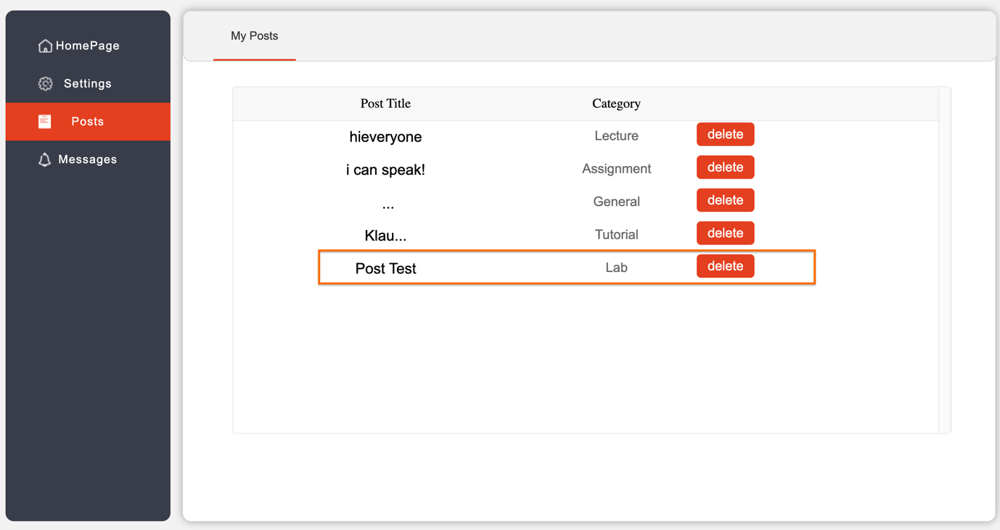 HomePage
Settings
Posts
Messages
My Posts
Post Title Category
hieveryone Lecture delete
i can speak! Assignment delete
... General delete
Klau... Tutorial delete
Post Test Lab delete